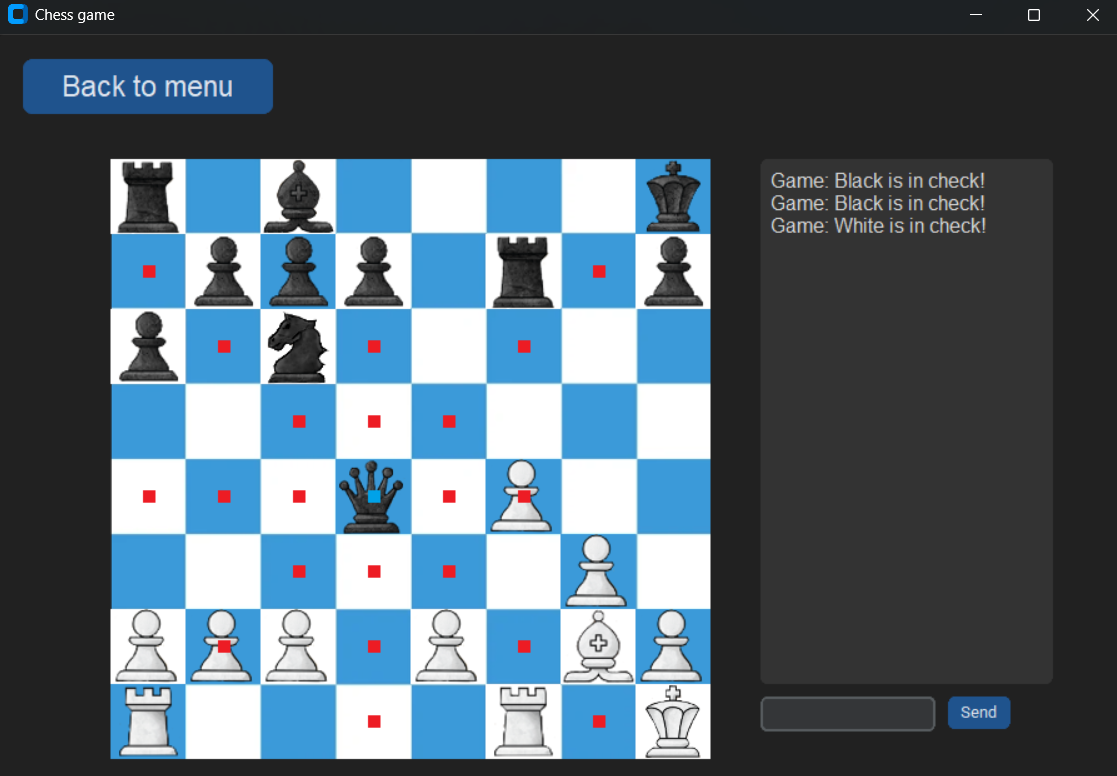 Chess game
Back to menu
Game: Black is in check!
Game: Black is in check!
Game: White is in check!
Send